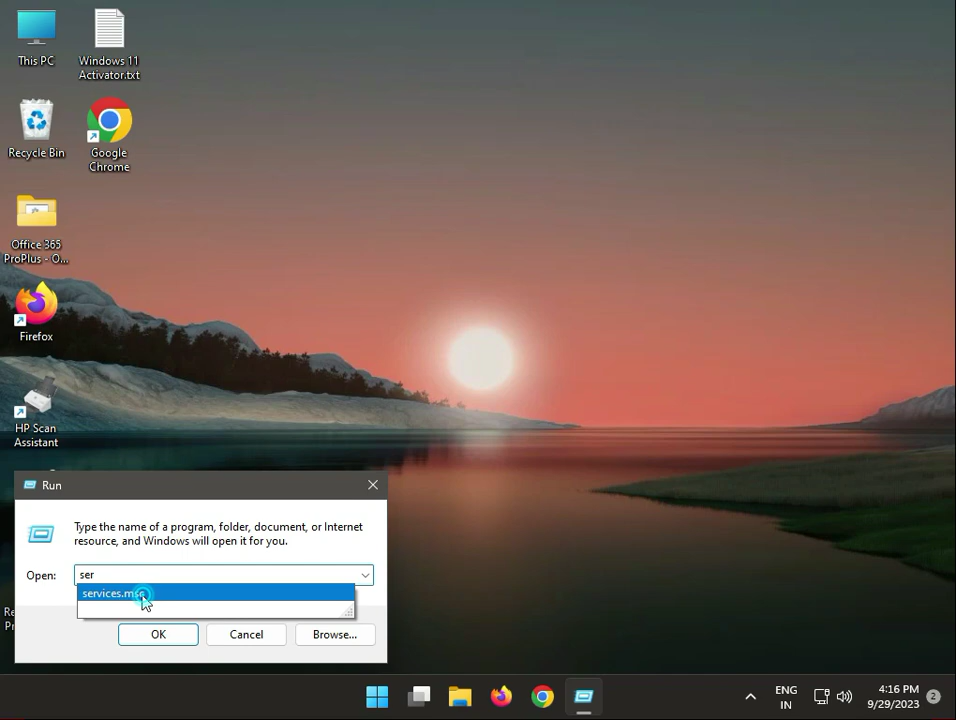 This PC
Windows 11
Activator.txt
Recycle Bin
Google
Chrome
Office 365
ProPlus - O...
Firefox
HP Scan
Assistant
Run
Type the name of a program, folder, document, or Internet
resource, and Windows will open it for you.
Open:
ser
services.msc
OK
Cancel
Browse...
ENG
IN
4:16 PM
9/29/2023
2